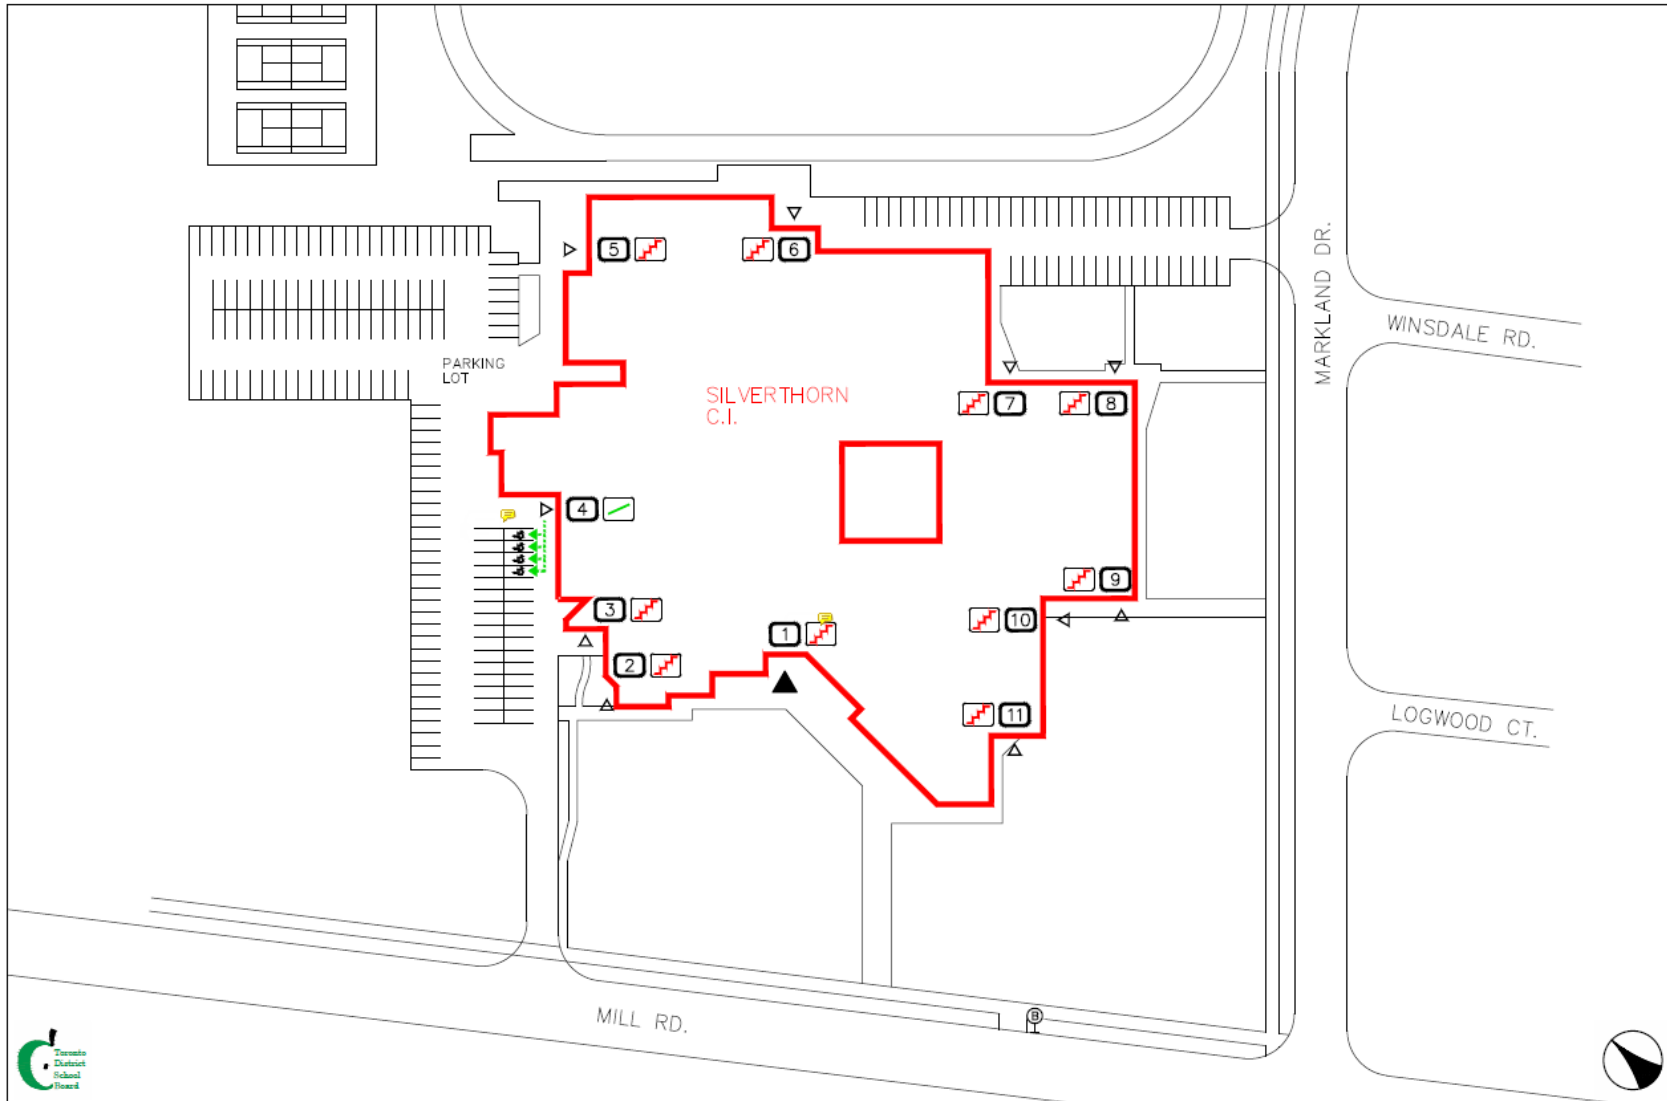 PARKING
LOT
SILVERTHORN
C.I.
5
6
7
8
4
3
1
2
9
10
11
MARKLAND DR.
WINSDALE RD.
LOGWOOD CT.
MILL RD.
B
Toronto
District
School
Board